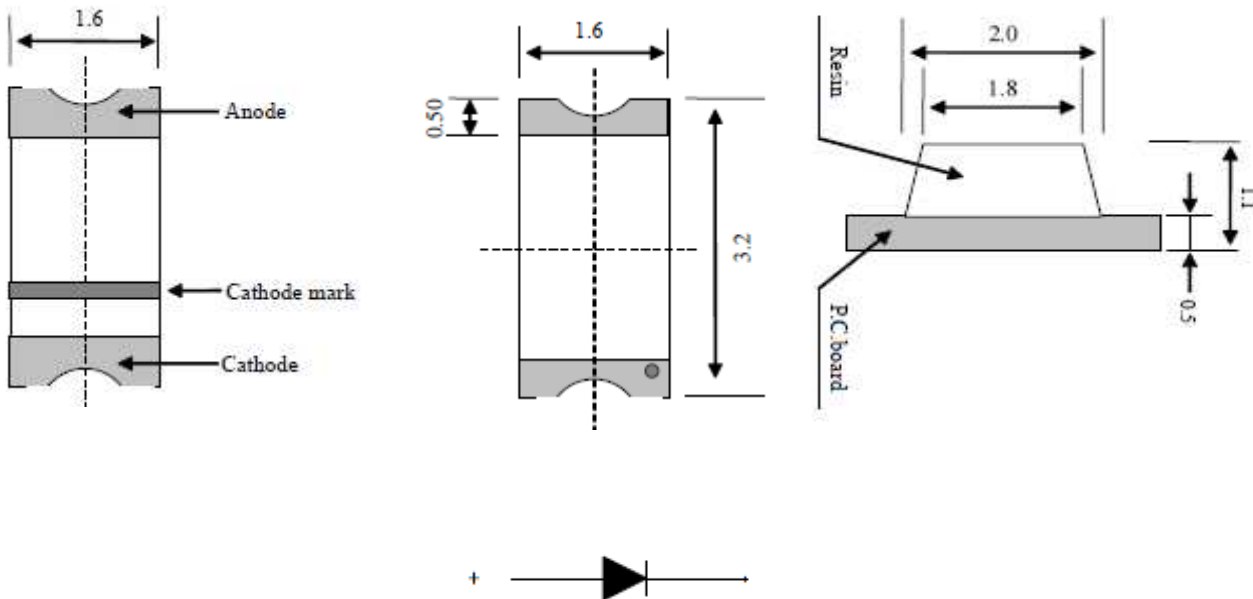 1.6
Anode
Cathode mark
Cathode
1.6
0.50
3.2
Resin
2.0
1.8
1.1
0.5
P.C.board
+
-